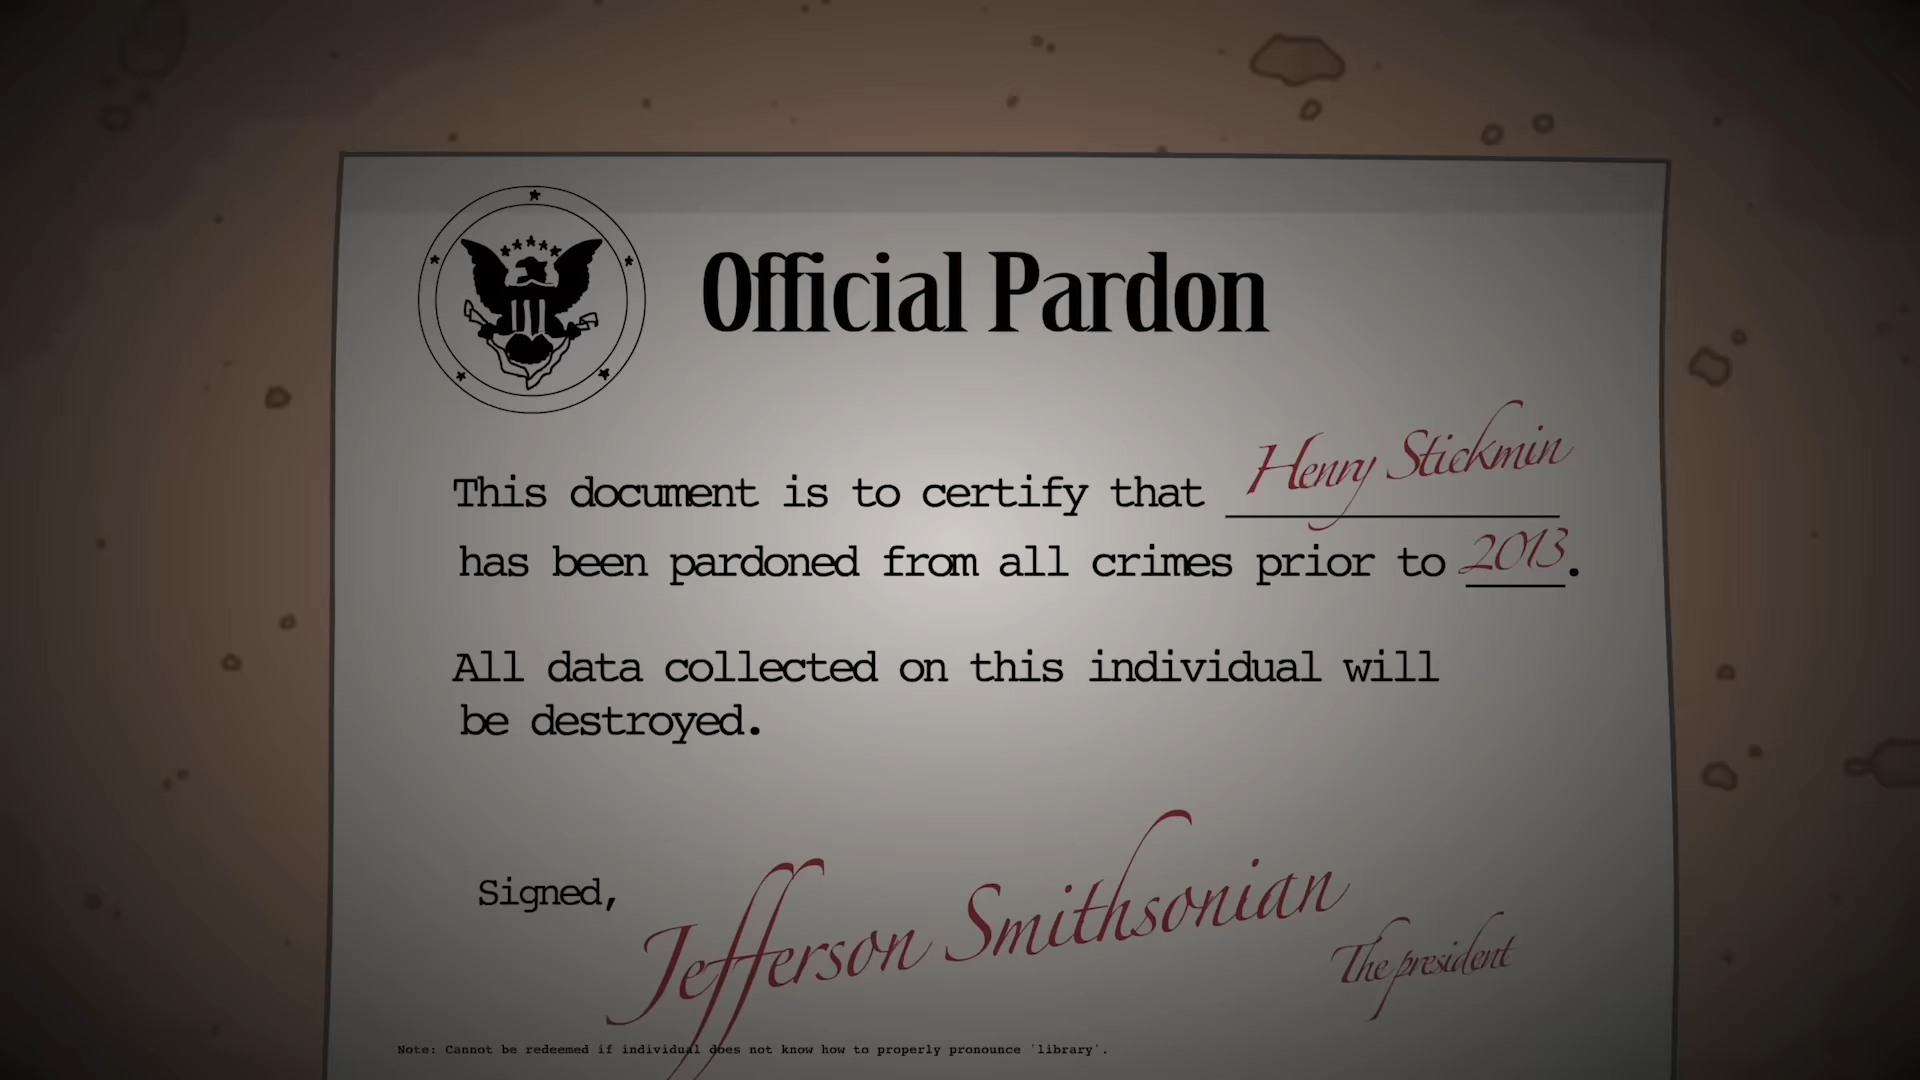 Official Pardon
This document is to certify that Henry Stickmin
has been pardoned from all crimes prior to 2013.
All data collected on this individual will
be destroyed.
Signed, Jefferson Smithsonian
The president
Note: Cannot be redeemed if individual does not know how to properly pronounce 'library'.